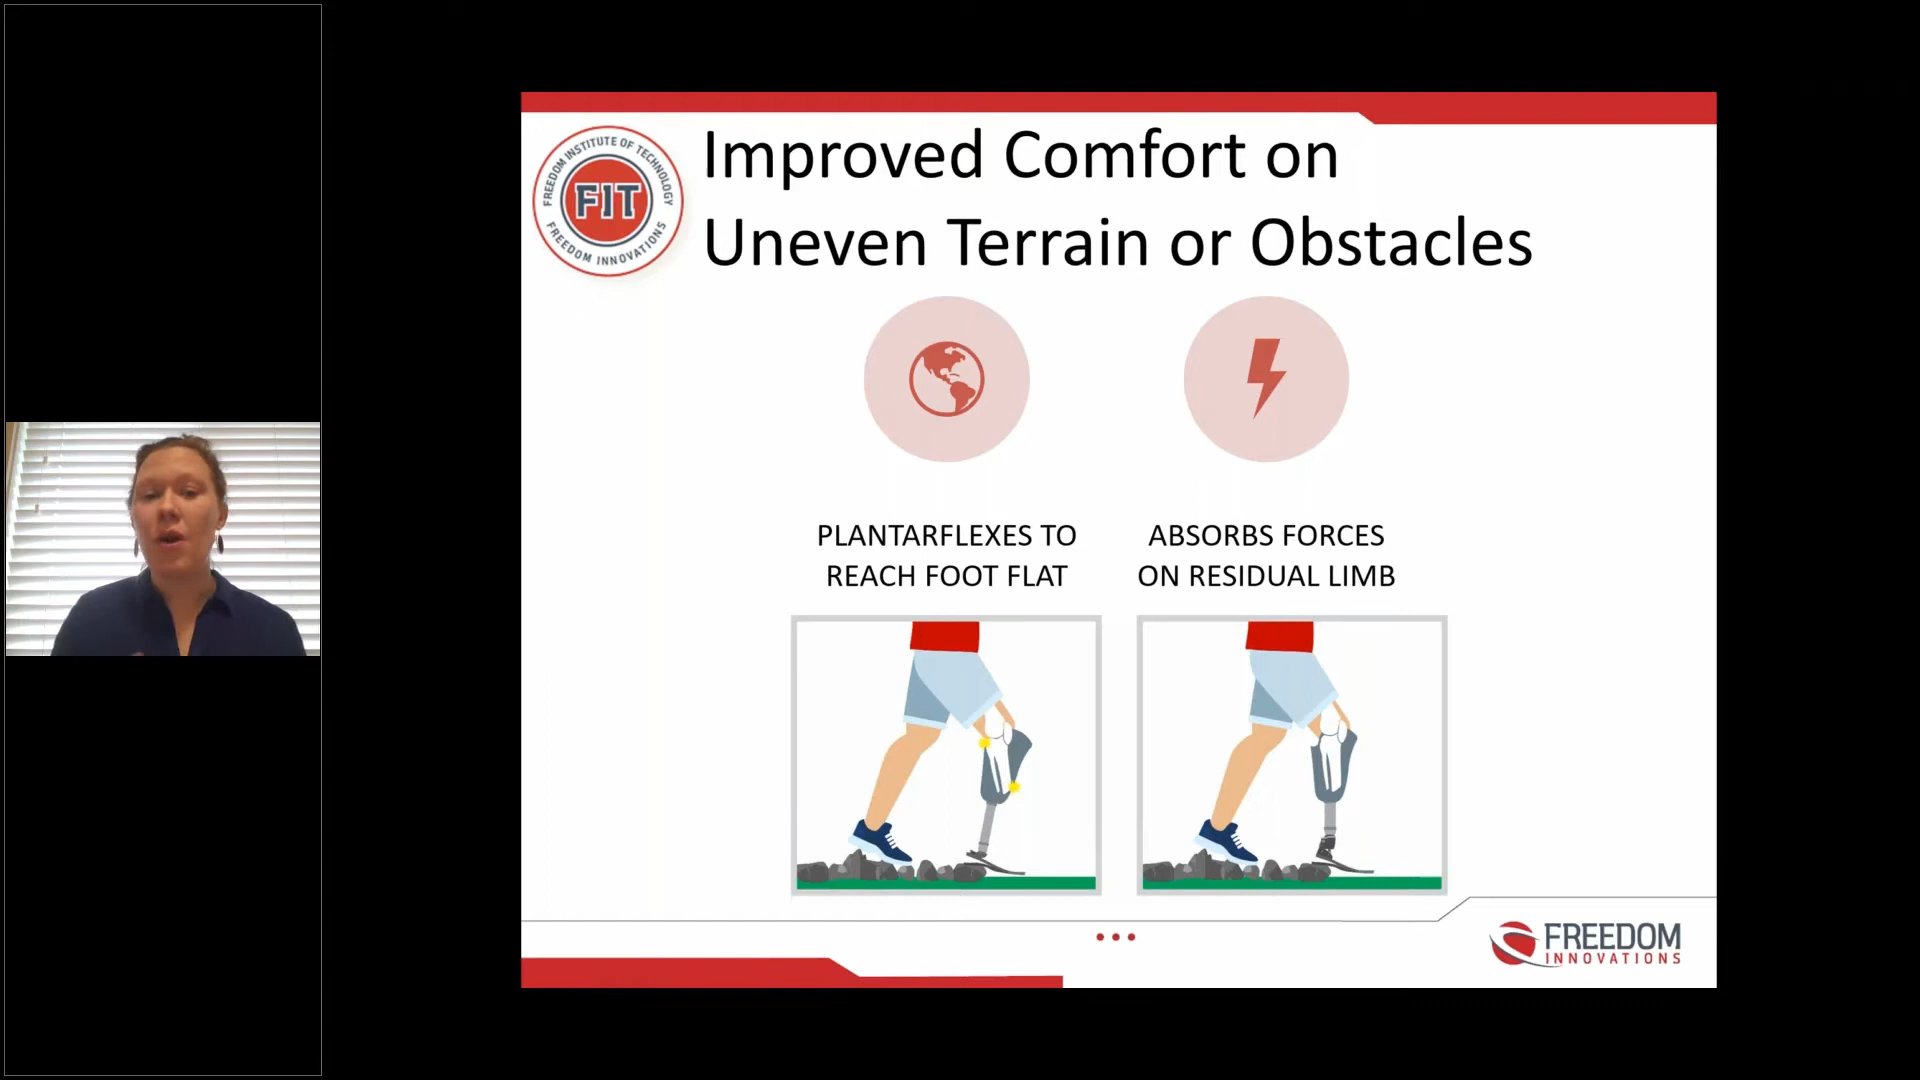 FREEDOM INSTITUTE OF TECHNOLOGY
FIT
FREEDOM INNOVATIONS
Improved Comfort on
Uneven Terrain or Obstacles
PLANTARFLEXES TO
REACH FOOT FLAT
ABSORBS FORCES
ON RESIDUAL LIMB
FREEDOM
INNOVATIONS